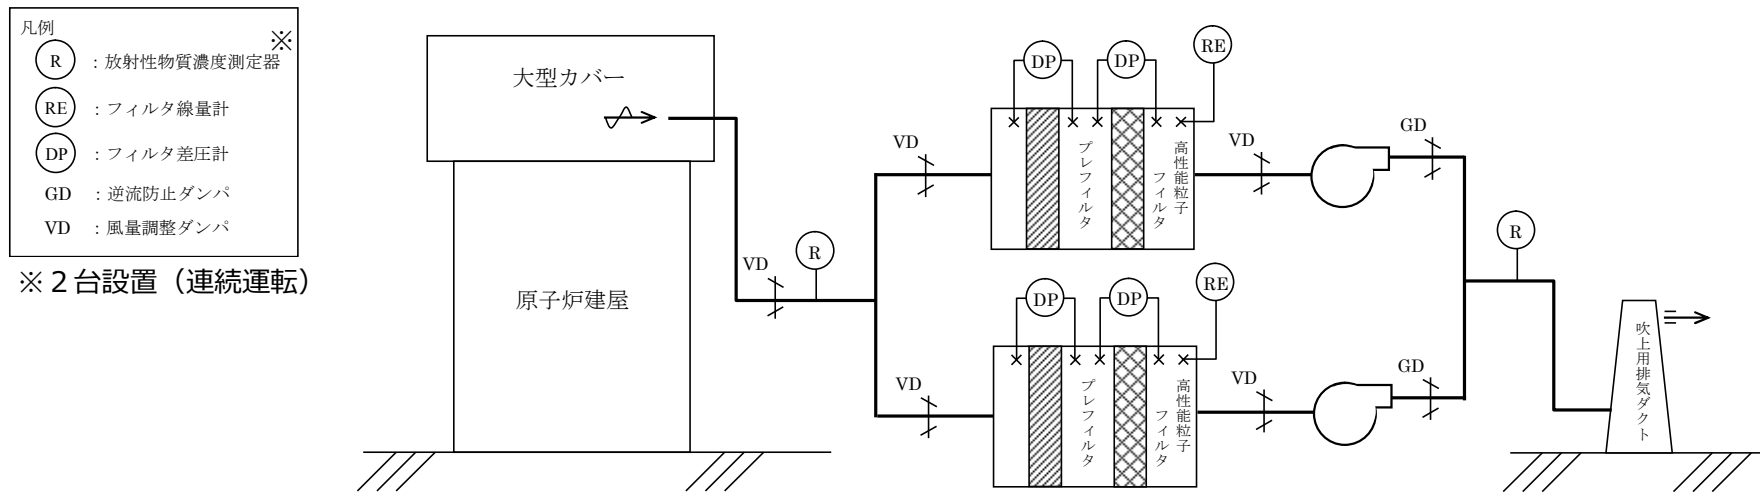 凡例
※
R ：放射性物質濃度測定器
RE ：フィルタ線量計
DP ：フィルタ差圧計
GD ：逆流防止ダンパ
VD ：風量調整ダンパ
※２台設置（連続運転）
大型カバー
原子炉建屋
VD
R
VD
DP
DP
RE
プレフィルタ
高性能粒子
フィルタ
VD
GD
VD
DP
DP
RE
プレフィルタ
高性能粒子
フィルタ
VD
GD
R
吹上用排気ダクト